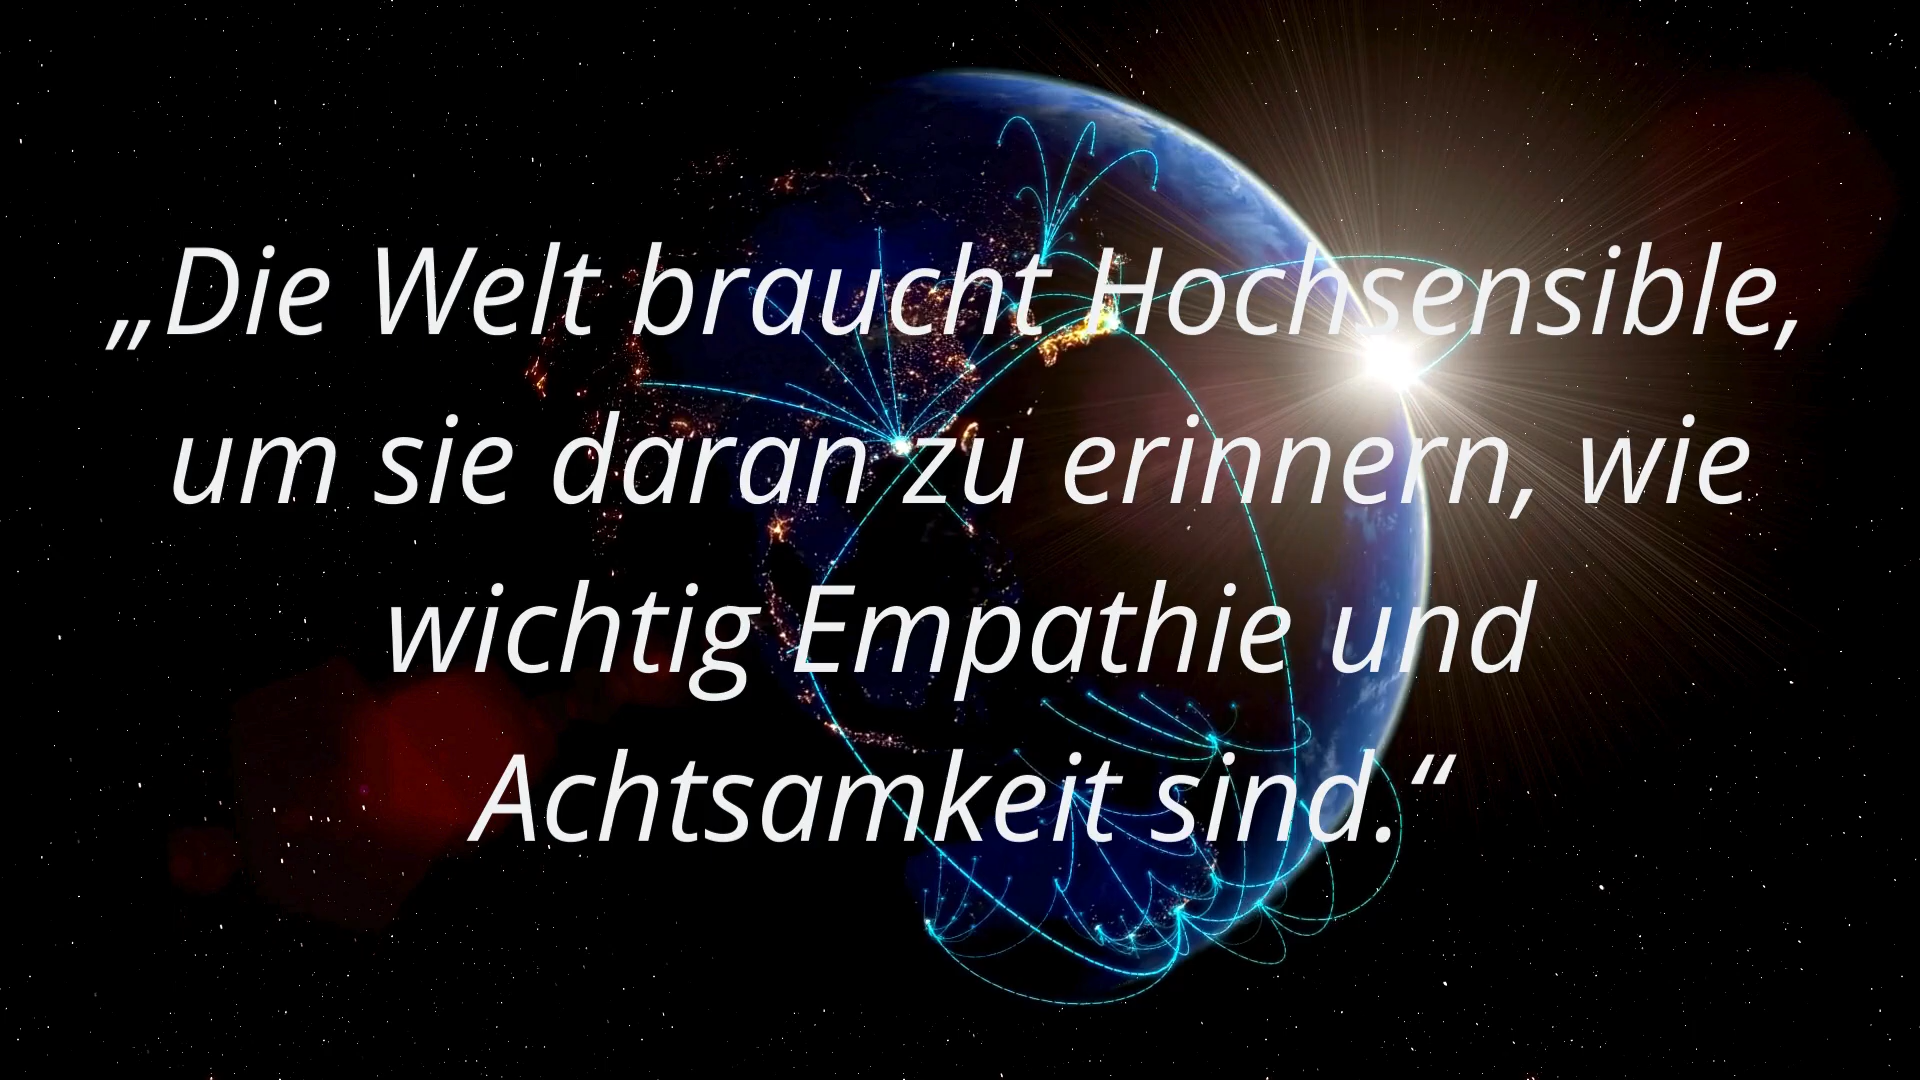 „Die Welt braucht Hochsensible,
um sie daran zu erinnern, wie
wichtig Empathie und
Achtsamkeit sind.“